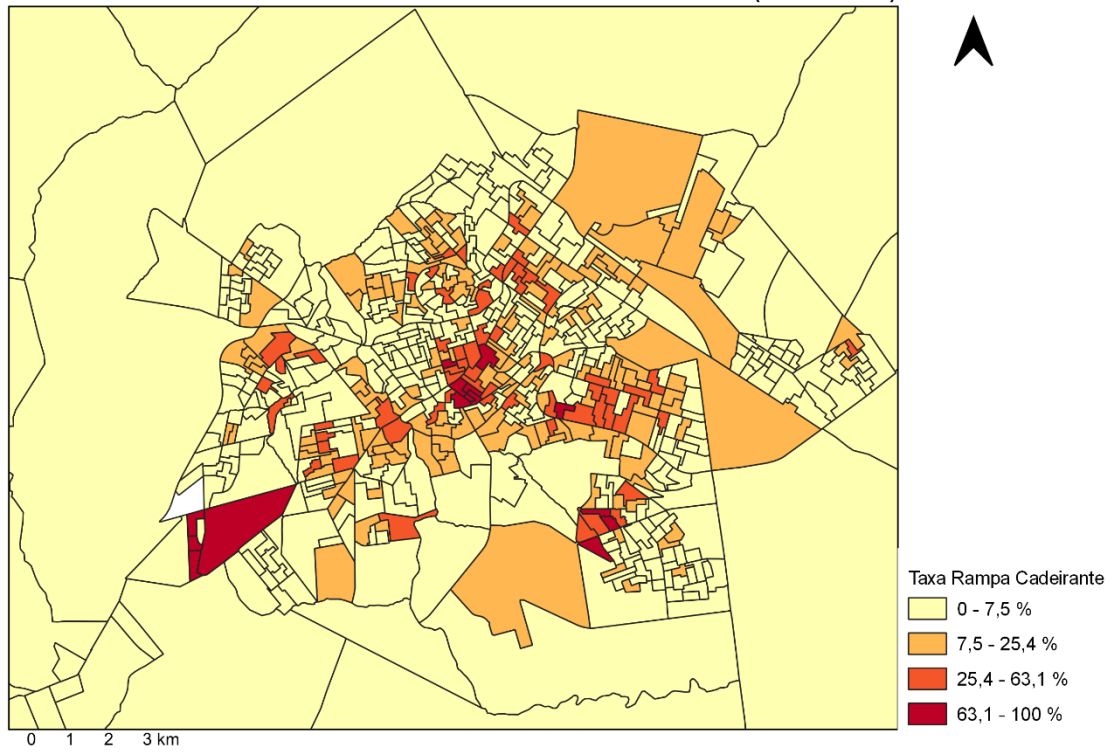 Taxa Rampa Cadeirante
0 - 7,5 %
7,5 - 25,4 %
25,4 - 63,1 %
63,1 - 100 %
0 1 2 3 km